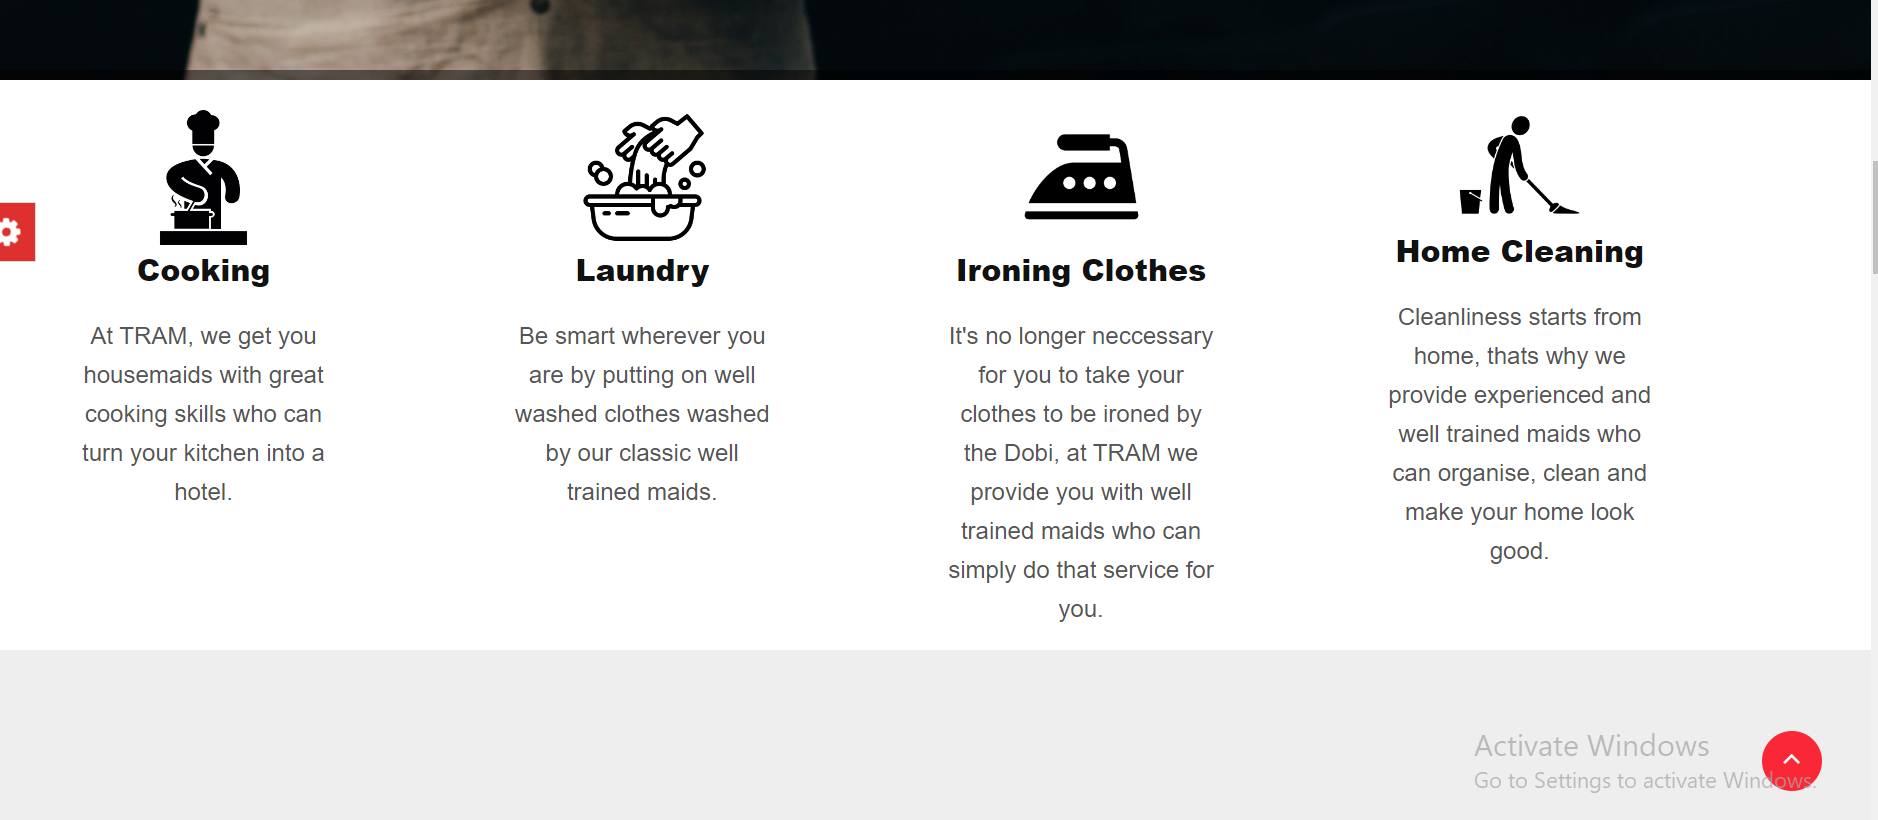 Cooking
At TRAM, we get you
housemaids with great
cooking skills who can
turn your kitchen into a
hotel.
Laundry
Be smart wherever you
are by putting on well
washed clothes washed
by our classic well
trained maids.
Ironing Clothes
It's no longer neccessary
for you to take your
clothes to be ironed by
the Dobi, at TRAM we
provide you with well
trained maids who can
simply do that service for
you.
Home Cleaning
Cleanliness starts from
home, thats why we
provide experienced and
well trained maids who
can organise, clean and
make your home look
good.
Activate Windows
Go to Settings to activate Windows.